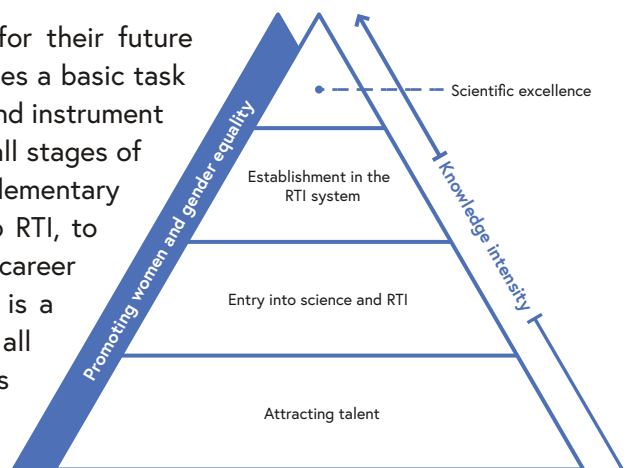 for their future
es a basic task
nd instrument
all stages of
lementary
RTI, to
career
is a
all
Scientific excellence
Establishment in the
RTI system
Entry into science and RTI
Attracting talent
Promoting women and gender equality
Knowledge intensity